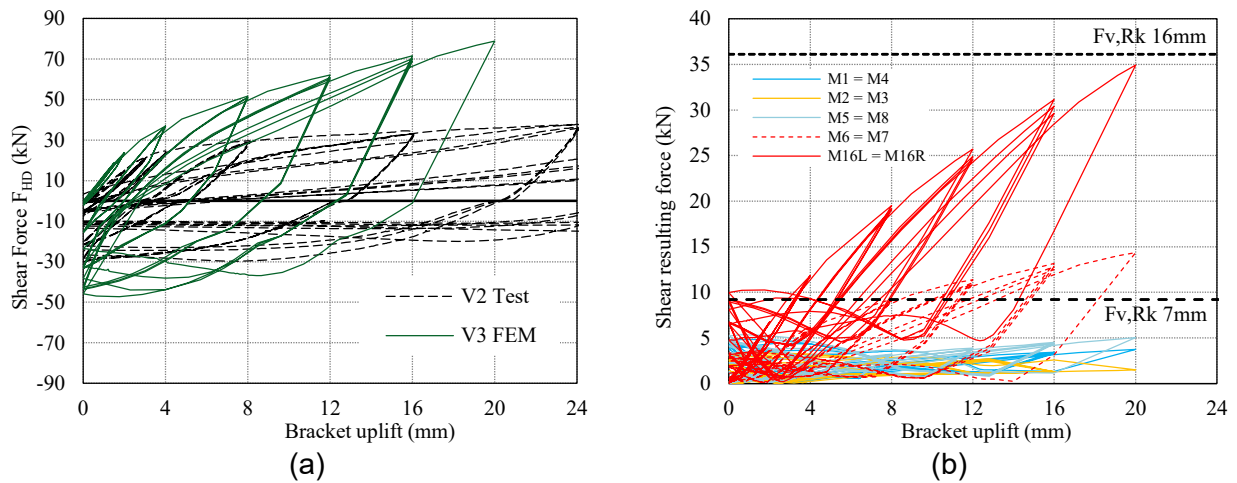 90
70
50
30
10
-10
-30
-50
-70
-90
Shear Force FHD (kN)
V2 Test
V3 FEM
0 4 8 12 16 20 24
Bracket uplift (mm)
(a)
40
35
30
25
20
15
10
5
0
Shear resulting force (kN)
Fv,Rk 16mm
M1 = M4
M2 = M3
M5 = M8
M6 = M7
M16L = M16R
Fv,Rk 7mm
0 4 8 12 16 20 24
Bracket uplift (mm)
(b)